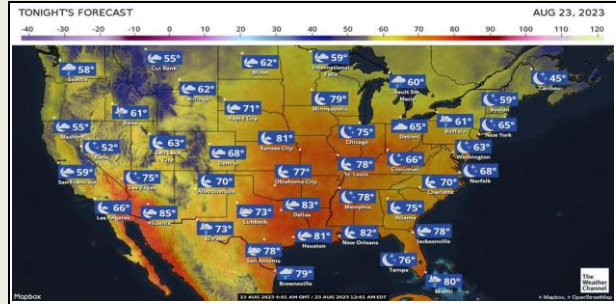 TONIGHT'S FORECAST
AUG 23, 2023
-40 -30 -20 -10 0 10 20 30 40 50 60 70 80 90 100 110 120
55°
Cut Bank
62°
Minot
59°
International Falls
58°
Seattle
60°
Sault Ste Marie
45°
Caribou
62°
Billings
79°
Minneapolis
59°
Boston
71°
Rapid City
61°
61°
Buffalo
65°
New York
55°
65°
Detroit
52°
63°
Salt Lake City
81°
Kansas City
75°
Chicago
63°
Washington
68°
Denver
66°
Cincinnati
59°
San Francisco
75°
Las Vegas
77°
Oklahoma City
78°
St. Louis
68°
Norfolk
70°
Albuquerque
70°
Charlotte
66°
Los Angeles
85°
Phoenix
73°
Lubbock
83°
Dallas
78°
Memphis
75°
Atlanta
73°
El Paso
81°
Houston
82°
New Orleans
78°
Jacksonville
78°
San Antonio
76°
Tampa
79°
Brownsville
80°
Miami
The
Weather
Channel
Mapbox
23 AUG 2023 4:01 AM GMT / 23 AUG 2023 12:01 AM EDT